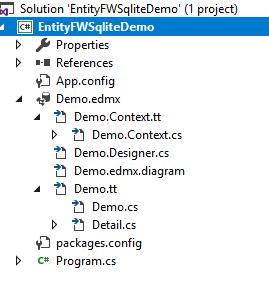 Solution 'EntityFWSqliteDemo' (1 project)
C# EntityFWSqliteDemo
Properties
References
App.config
Demo.edmx
Demo.Context.tt
Demo.Context.cs
Demo.Designer.cs
Demo.edmx.diagram
Demo.tt
Demo.cs
Detail.cs
packages.config
C# Program.cs